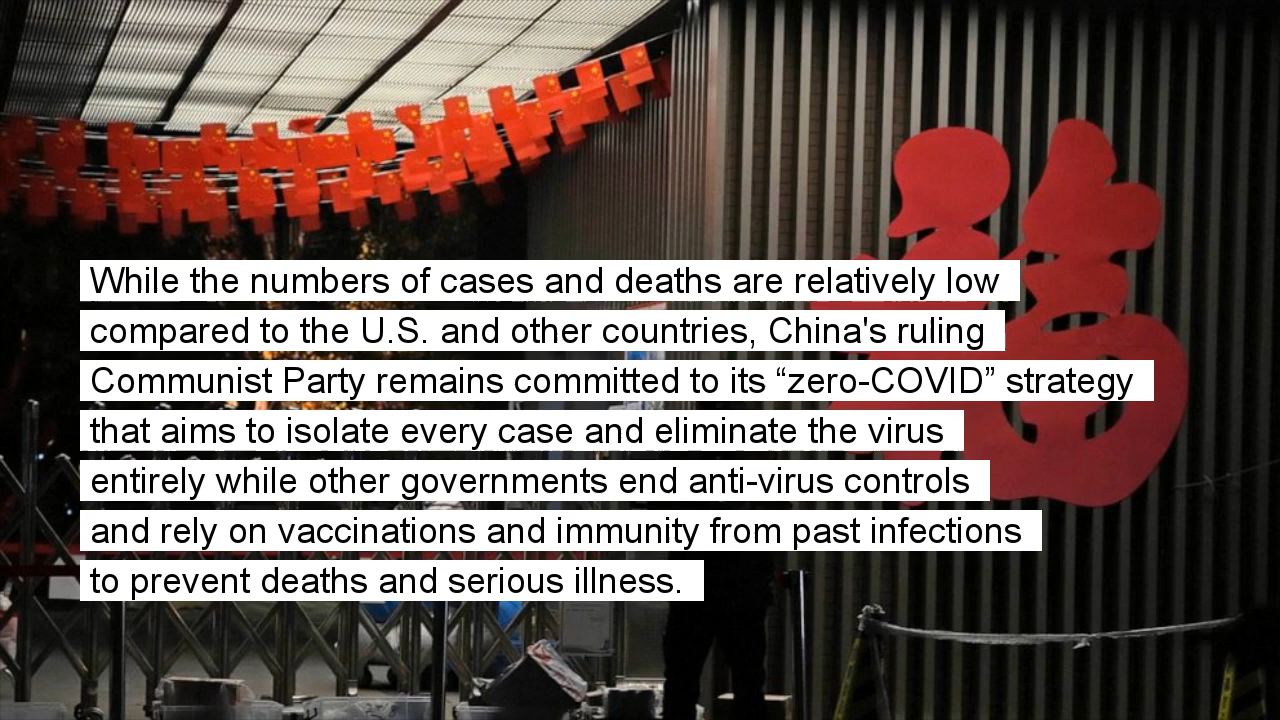 福
While the numbers of cases and deaths are relatively low
compared to the U.S. and other countries, China's ruling
Communist Party remains committed to its “zero-COVID” strategy
that aims to isolate every case and eliminate the virus
entirely while other governments end anti-virus controls
and rely on vaccinations and immunity from past infections
to prevent deaths and serious illness.